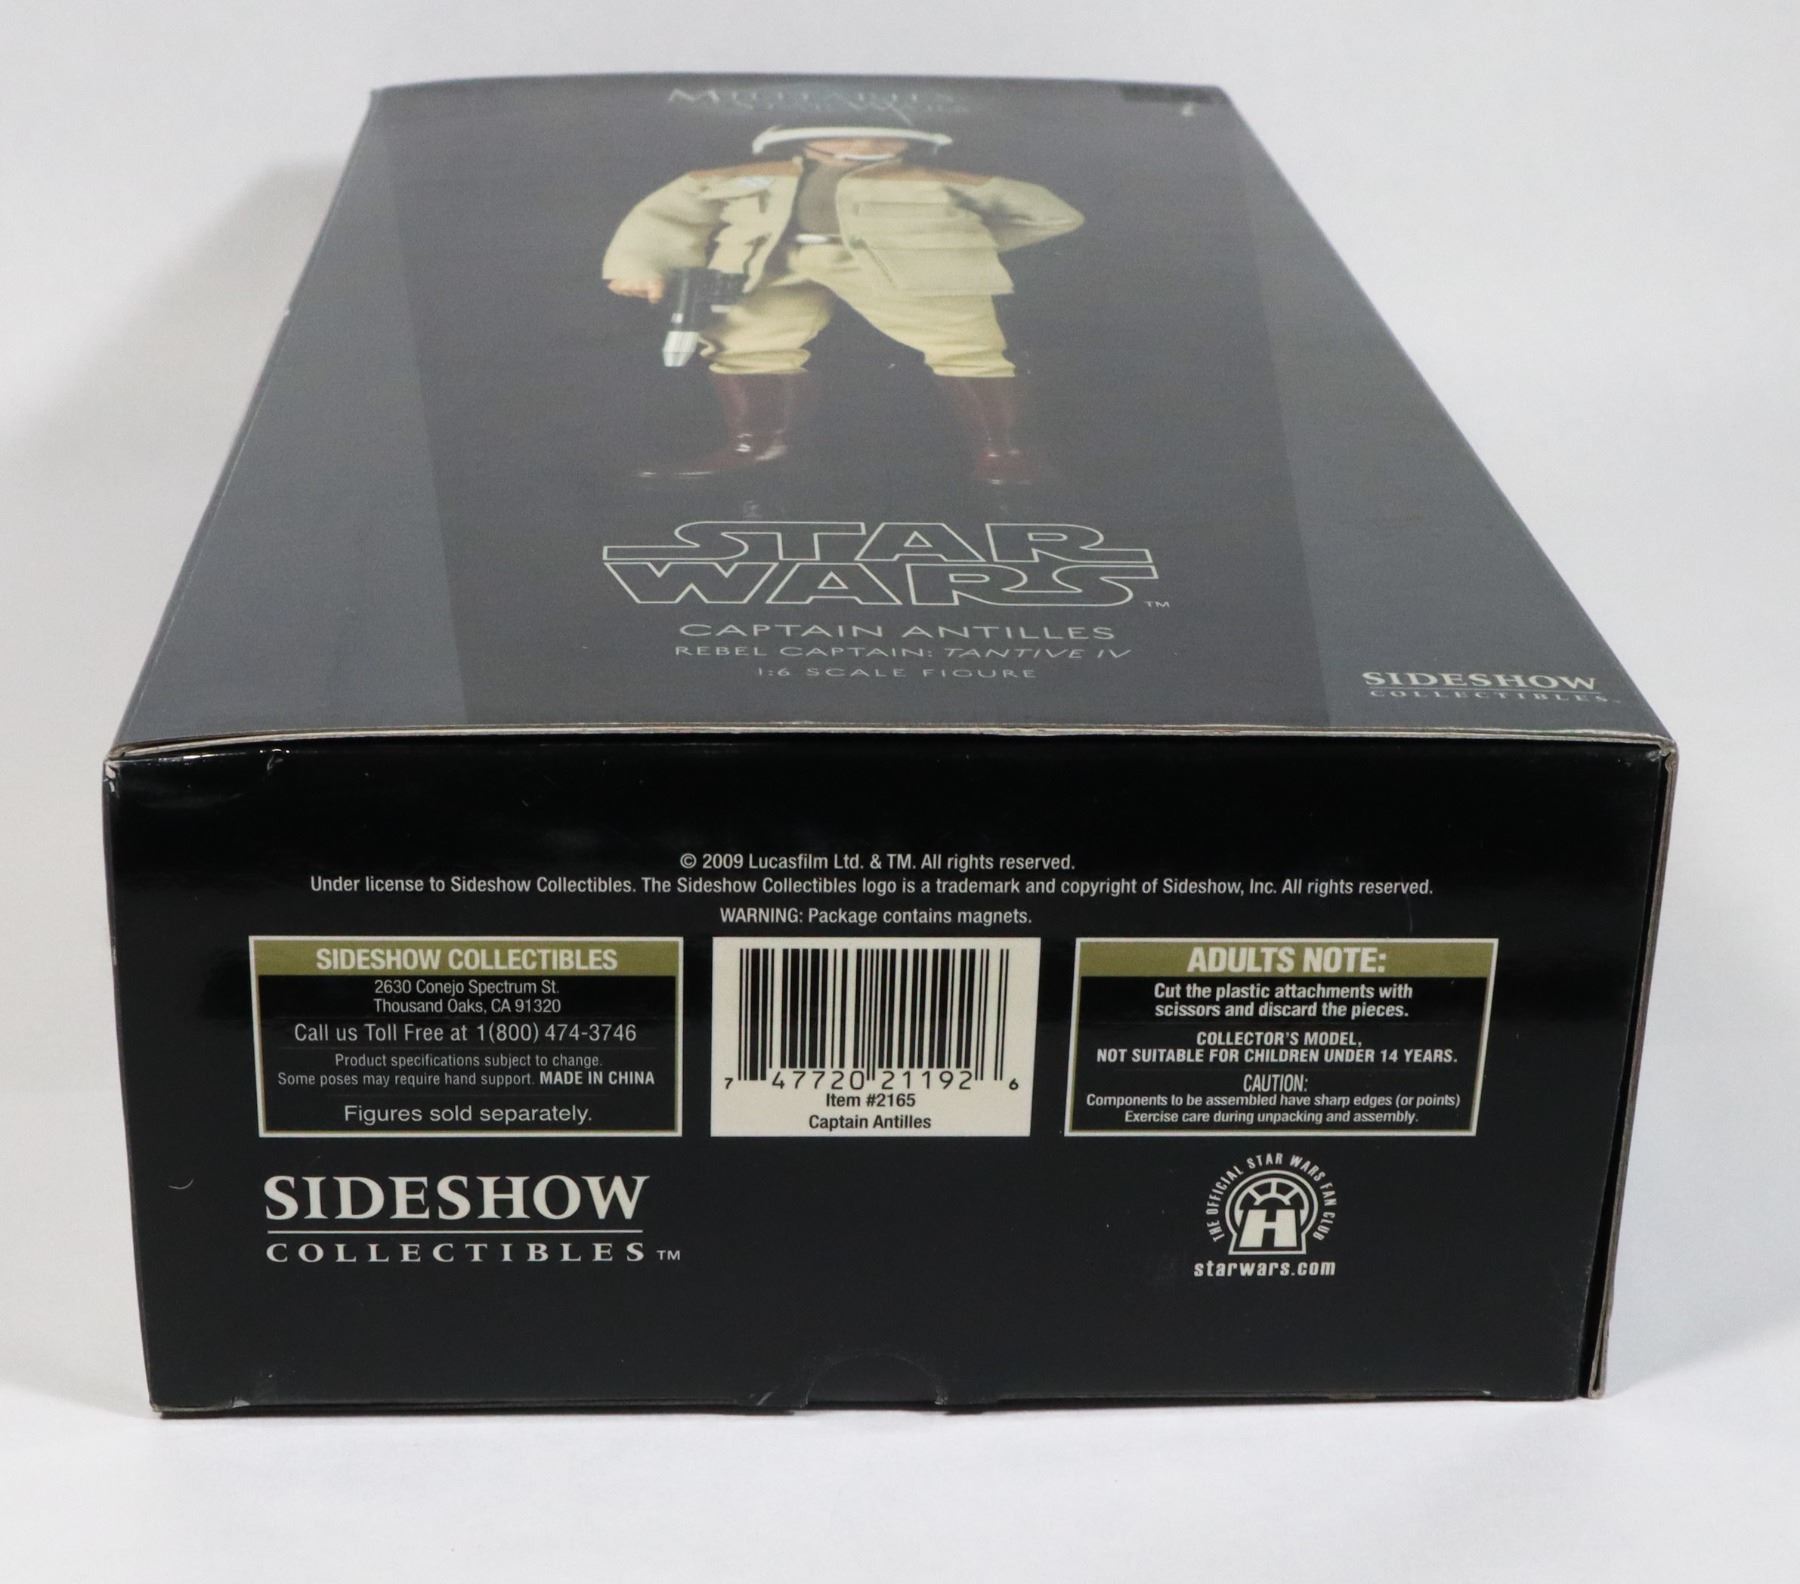 MILITARIES
STAR WARS
STAR
WARS™
CAPTAIN ANTILLES
REBEL CAPTAIN: TANTIVE IV
1:6 SCALE FIGURE
SIDESHOW
COLLECTIBLES™
© 2009 Lucasfilm Ltd. & TM. All rights reserved.
Under license to Sideshow Collectibles. The Sideshow Collectibles logo is a trademark and copyright of Sideshow, Inc. All rights reserved.
WARNING: Package contains magnets.
SIDESHOW COLLECTIBLES
2630 Conejo Spectrum St.
Thousand Oaks, CA 91320
Call us Toll Free at 1(800) 474-3746
Product specifications subject to change.
Some poses may require hand support. MADE IN CHINA
Figures sold separately.
7 47720 21192 6
Item #2165
Captain Antilles
ADULTS NOTE:
Cut the plastic attachments with
scissors and discard the pieces.
COLLECTOR'S MODEL,
NOT SUITABLE FOR CHILDREN UNDER 14 YEARS.
CAUTION:
Components to be assembled have sharp edges (or points)
Exercise care during unpacking and assembly.
SIDESHOW
COLLECTIBLES™
THE OFFICIAL STAR WARS FAN CLUB
H
starwars.com